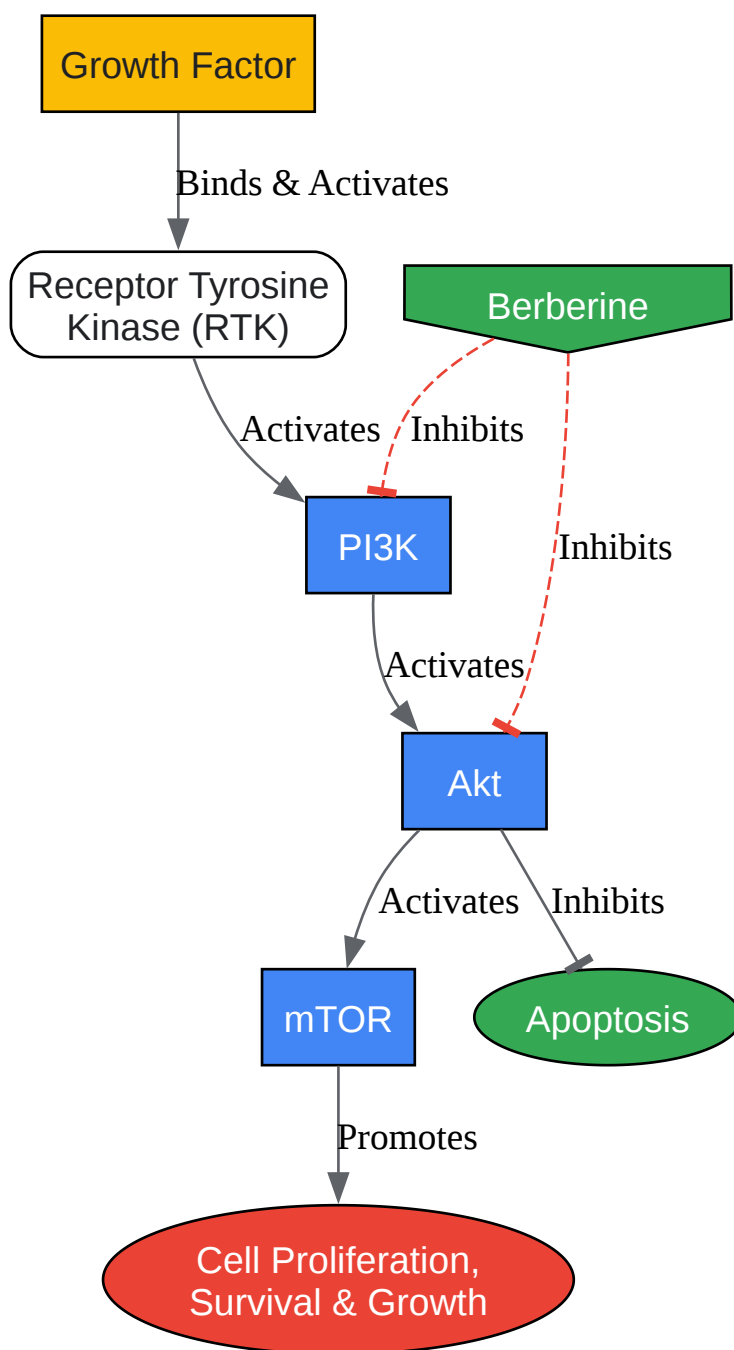 Growth Factor
Binds & Activates
Receptor Tyrosine
Kinase (RTK)
Berberine
Activates
Inhibits
PI3K
Inhibits
Activates
Akt
Activates
Inhibits
mTOR
Apoptosis
Promotes
Cell Proliferation,
Survival & Growth